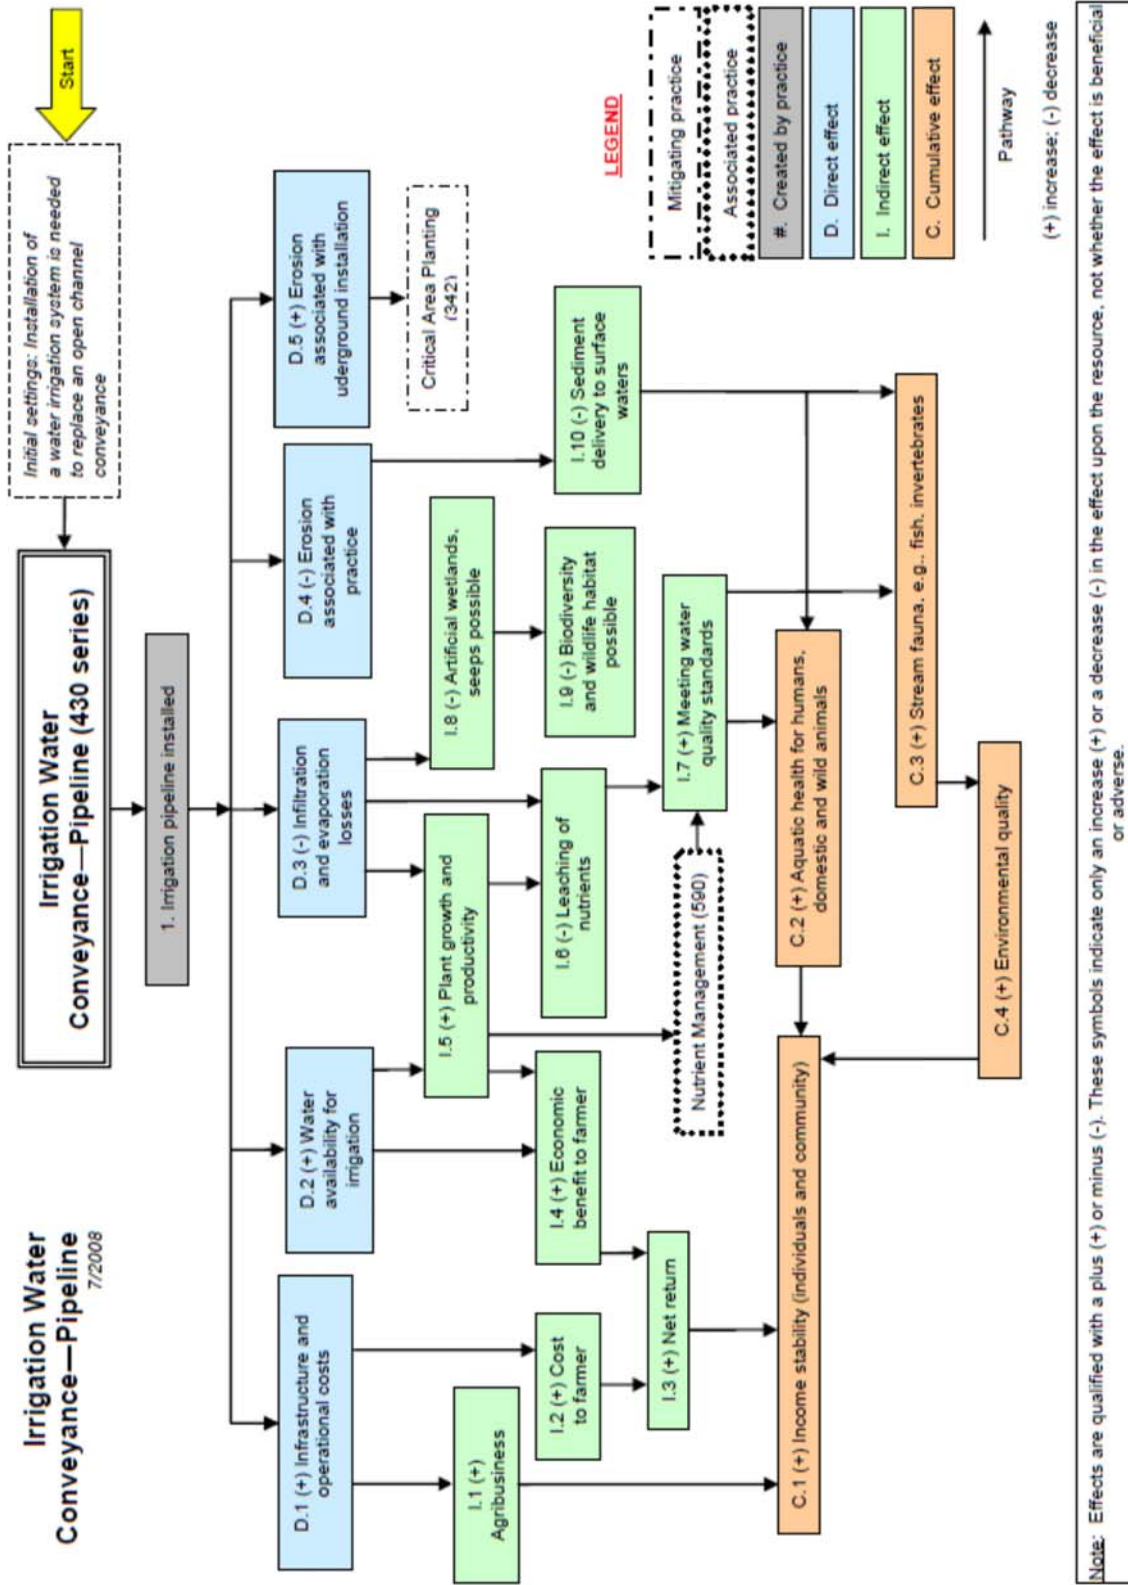 Irrigation Water
Conveyance—Pipeline
7/2008
Irrigation Water
Conveyance—Pipeline (430 series)
Initial settings: Installation of
a water irrigation system is needed
to replace an open channel
conveyance
Start
1. Irrigation pipeline installed
D.1 (+) Infrastructure and
operational costs
D.2 (+) Water
availability for
irrigation
D.3 (-) Infiltration
and evaporation
losses
D.4 (-) Erosion
associated with
practice
D.5 (+) Erosion
associated with
uderground installation
I.1 (+)
Agribusiness
I.5 (+) Plant growth and
productivity
I.8 (-) Artificial wetlands,
seeps possible
Critical Area Planting
(342)
I.2 (+) Cost
to farmer
I.4 (+) Economic
benefit to farmer
I.6 (-) Leaching of
nutrients
I.9 (-) Biodiversity
and wildlife habitat
possible
I.10 (-) Sediment
delivery to surface
waters
I.3 (+) Net return
Nutrient Management (590)
I.7 (+) Meeting water
quality standards
C.1 (+) Income stability (individuals and community)
C.2 (+) Aquatic health for humans,
domestic and wild animals
C.3 (+) Stream fauna, e.g., fish, invertebrates
C.4 (+) Environmental quality
LEGEND
Mitigating practice
Associated practice
#. Created by practice
D. Direct effect
I. Indirect effect
C. Cumulative effect
Pathway
(+) increase; (-) decrease
Note: Effects are qualified with a plus (+) or minus (-). These symbols indicate only an increase (+) or a decrease (-) in the effect upon the resource, not whether the effect is beneficial
or adverse.